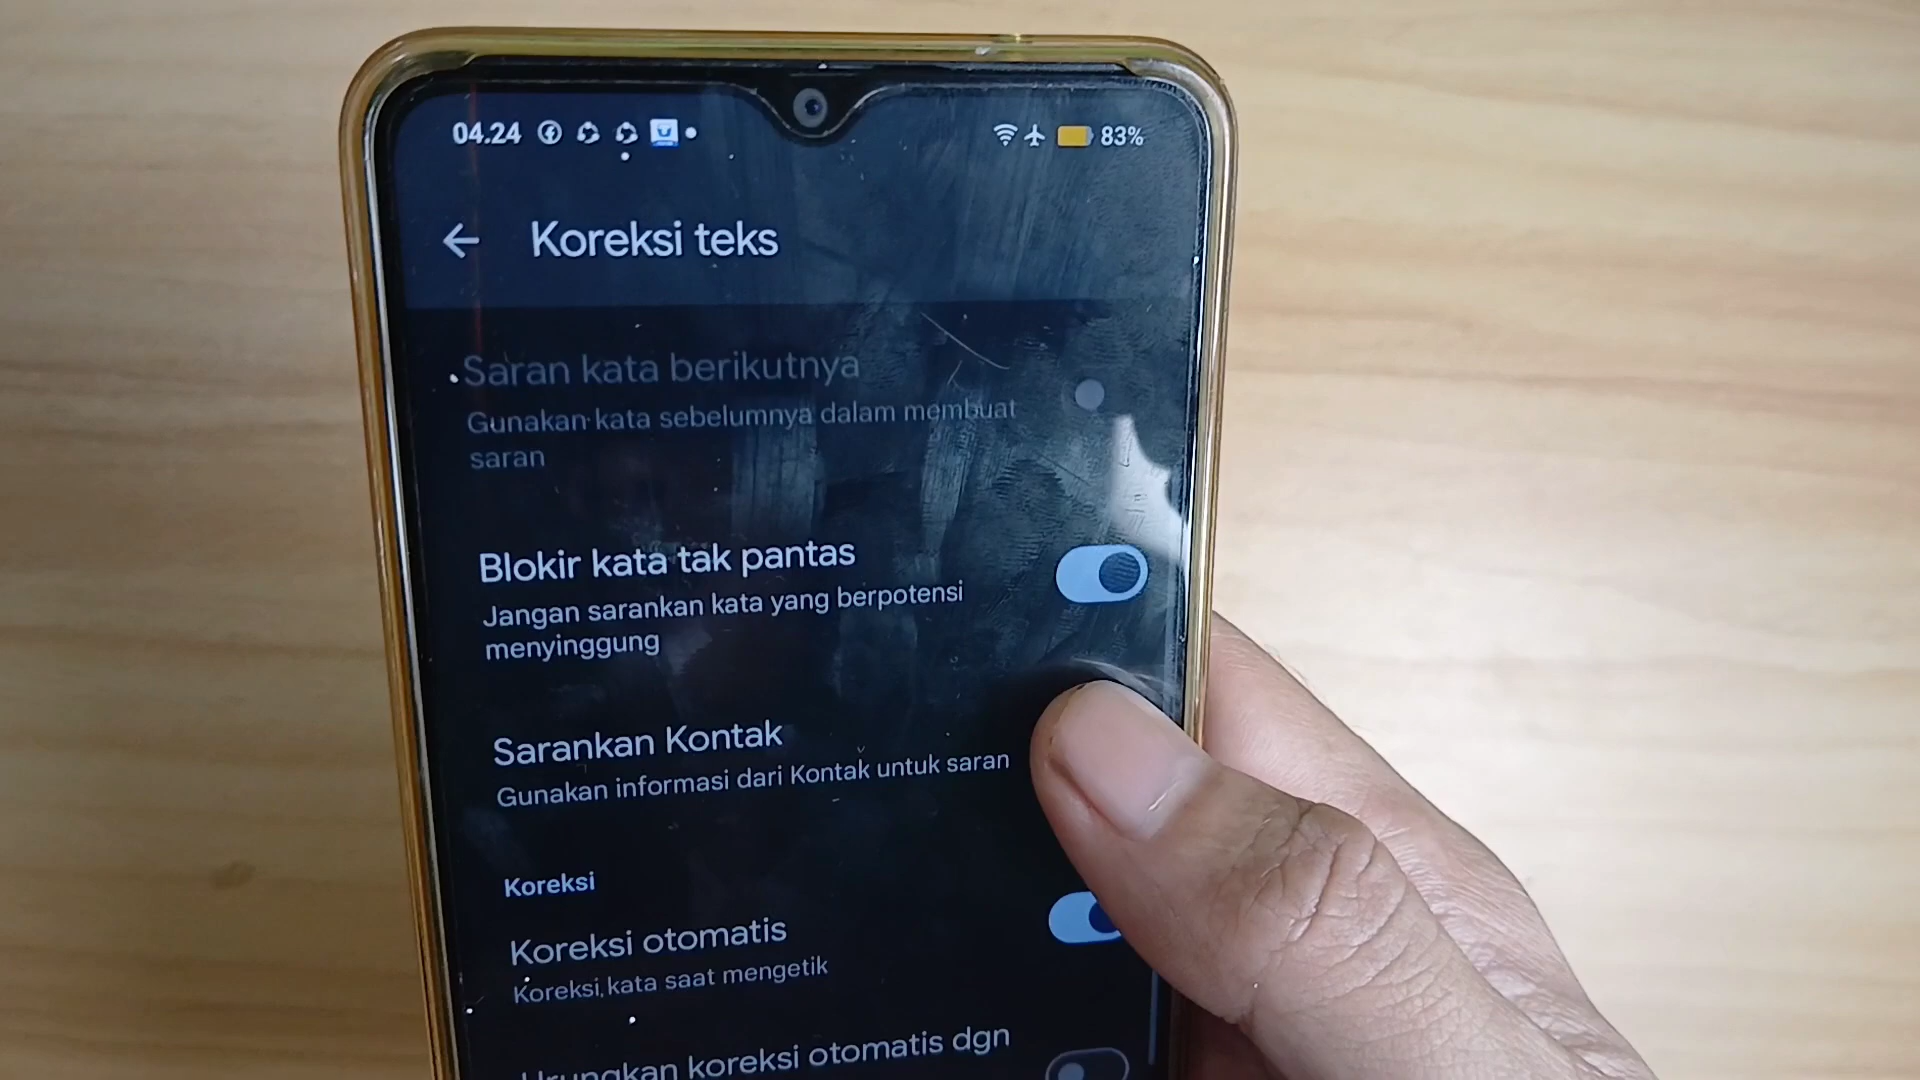 04.24
83%
Koreksi teks
Saran kata berikutnya
Gunakan kata sebelumnya dalam membuat
saran
Blokir kata tak pantas
Jangan sarankan kata yang berpotensi
menyinggung
Sarankan Kontak
Gunakan informasi dari Kontak untuk saran
Koreksi
Koreksi otomatis
Koreksi kata saat mengetik
Urungkan koreksi otomatis dgn